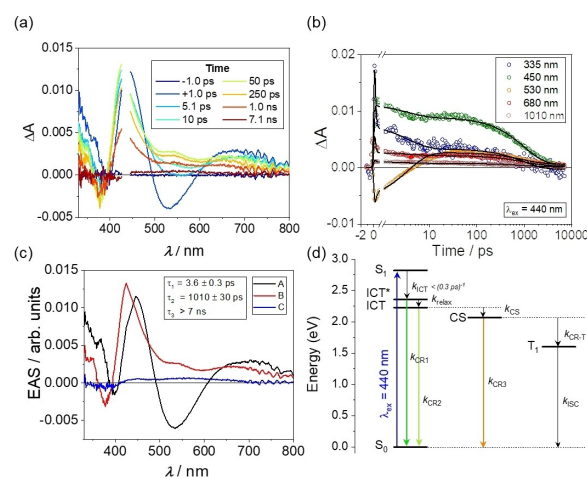 (a)
0.015
0.010
0.005
0.000
-0.005
ΔA
Time
-1.0 ps
+1.0 ps
5.1 ps
10 ps
50 ps
250 ps
1.0 ns
7.1 ns
400 500 600 700 800
λ / nm
(b)
0.02
0.01
0.00
-0.01
ΔA
335 nm
450 nm
530 nm
680 nm
1010 nm
λex = 440 nm
-2 0 10 100 1000 10000
Time / ps
(c)
0.015
0.010
0.005
0.000
-0.005
EAS / arb. units
τ1 = 3.6 ± 0.3 ps
τ2 = 1010 ± 30 ps
τ3 > 7 ns
A
B
C
400 500 600 700 800
λ / nm
(d)
3.0
2.5
2.0
1.5
1.0
0.5
0.0
Energy (eV)
S1
ICT*
ICT
kICT < (0.3 ps)-1
krelax
kCS
CS
kCR-T
T1
kCR1
kCR2
kCR3
kISC
λex = 440 nm
S0